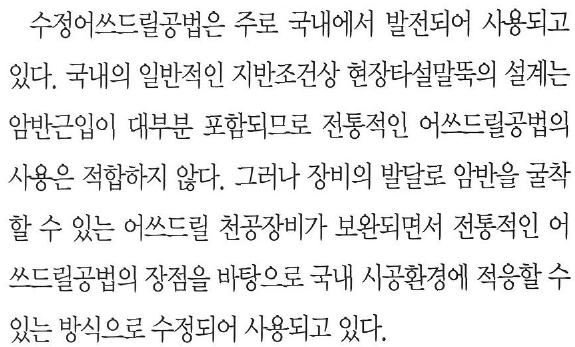 수정어쓰드릴공법은 주로 국내에서 발전되어 사용되고
있다. 국내의 일반적인 지반조건상 현장타설말뚝의 설계는
암반근입이 대부분 포함되므로 전통적인 어쓰드릴공법의
사용은 적합하지 않다. 그러나 장비의 발달로 암반을 굴착
할 수 있는 어쓰드릴 천공장비가 보완되면서 전통적인 어
쓰드릴공법의 장점을 바탕으로 국내 시공환경에 적응할 수
있는 방식으로 수정되어 사용되고 있다.